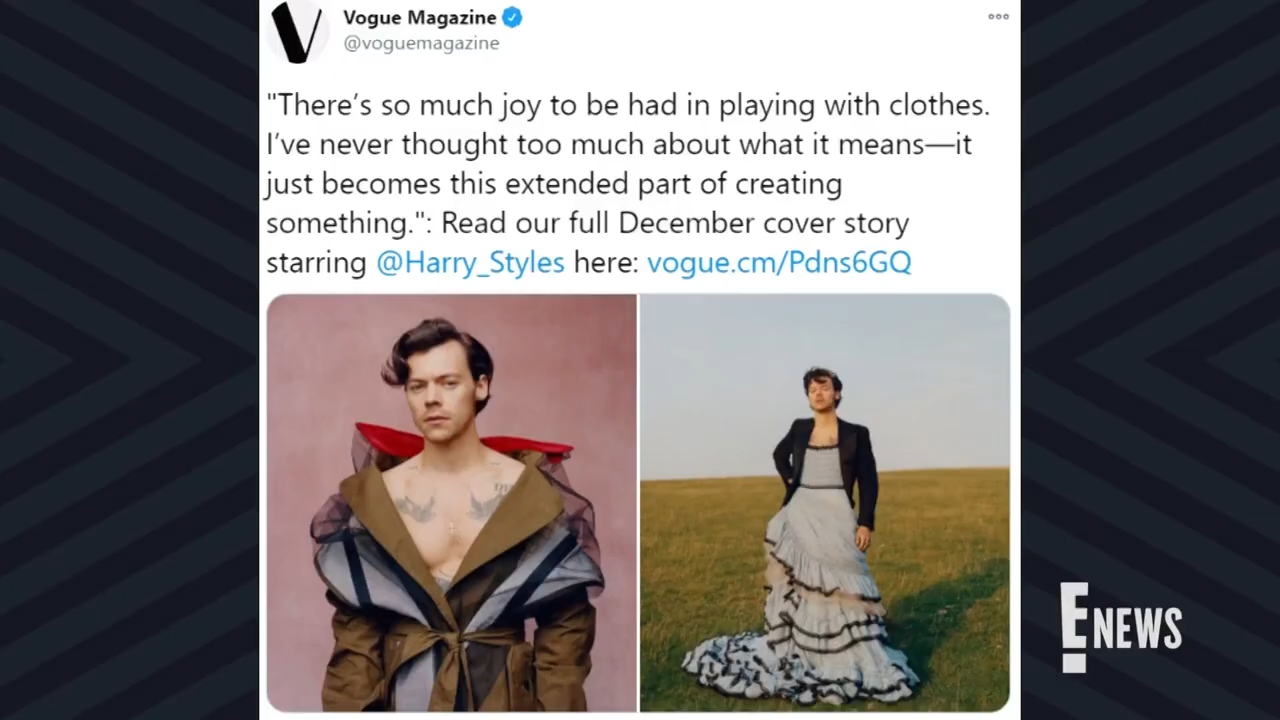 Vogue Magazine
@voguemagazine
"There’s so much joy to be had in playing with clothes.
I’ve never thought too much about what it means—it
just becomes this extended part of creating
something.": Read our full December cover story
starring @Harry_Styles here: vogue.cm/Pdns6GQ
E NEWS